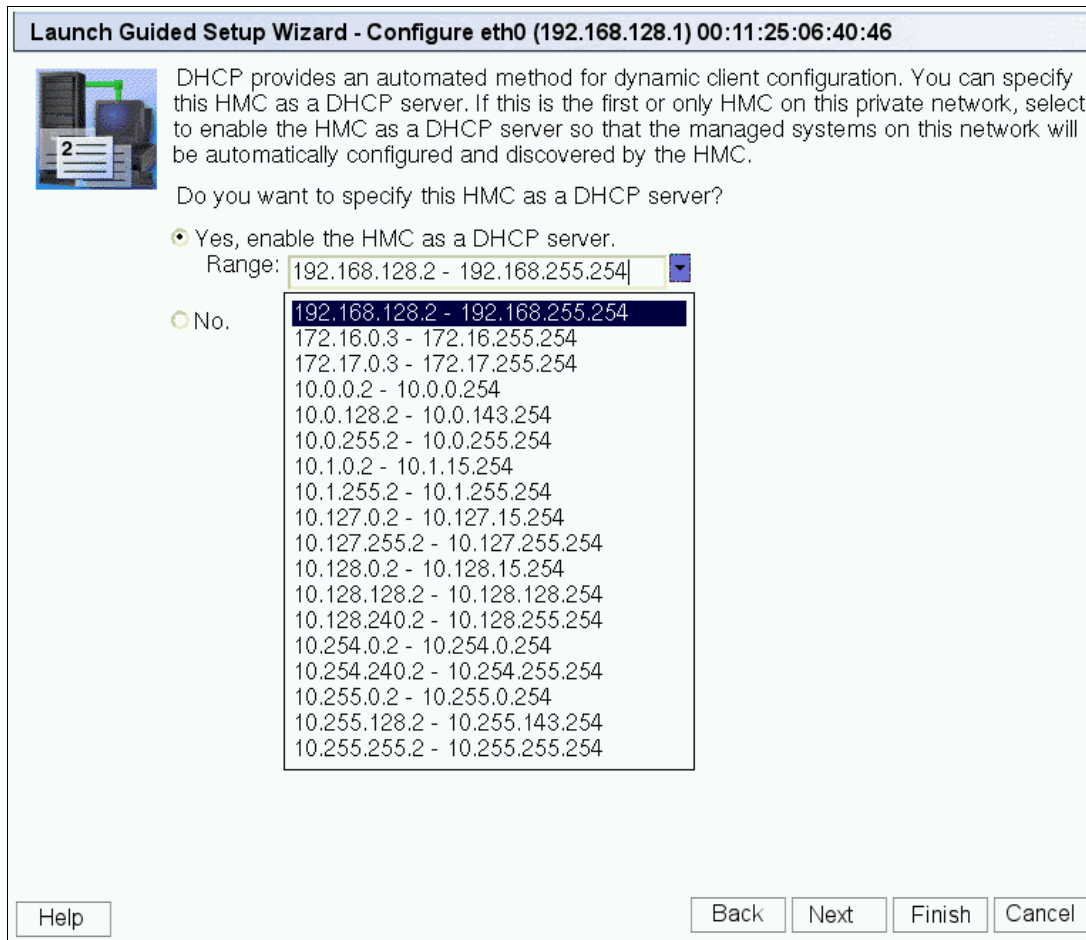 Launch Guided Setup Wizard - Configure eth0 (192.168.128.1) 00:11:25:06:40:46
DHCP provides an automated method for dynamic client configuration. You can specify
this HMC as a DHCP server. If this is the first or only HMC on this private network, select
to enable the HMC as a DHCP server so that the managed systems on this network will
be automatically configured and discovered by the HMC.
2
Do you want to specify this HMC as a DHCP server?
Yes, enable the HMC as a DHCP server.
Range: 192.168.128.2 - 192.168.255.254
No.
192.168.128.2 - 192.168.255.254
172.16.0.3 - 172.16.255.254
172.17.0.3 - 172.17.255.254
10.0.0.2 - 10.0.0.254
10.0.128.2 - 10.0.143.254
10.0.255.2 - 10.0.255.254
10.1.0.2 - 10.1.15.254
10.1.255.2 - 10.1.255.254
10.127.0.2 - 10.127.15.254
10.127.255.2 - 10.127.255.254
10.128.0.2 - 10.128.15.254
10.128.128.2 - 10.128.128.254
10.128.240.2 - 10.128.255.254
10.254.0.2 - 10.254.0.254
10.254.240.2 - 10.254.255.254
10.255.0.2 - 10.255.0.254
10.255.128.2 - 10.255.143.254
10.255.255.2 - 10.255.255.254
Help Back Next Finish Cancel